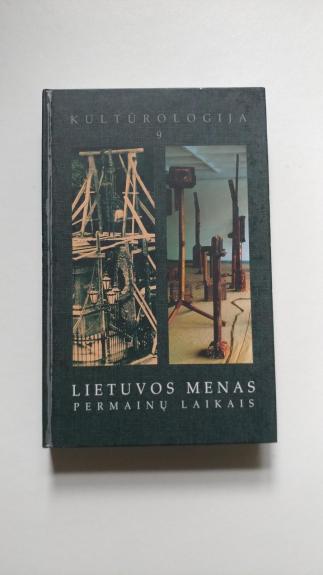 KULTŪROLOGIJA
9
LIETUVOS MENAS
PERMAINŲ LAIKAIS